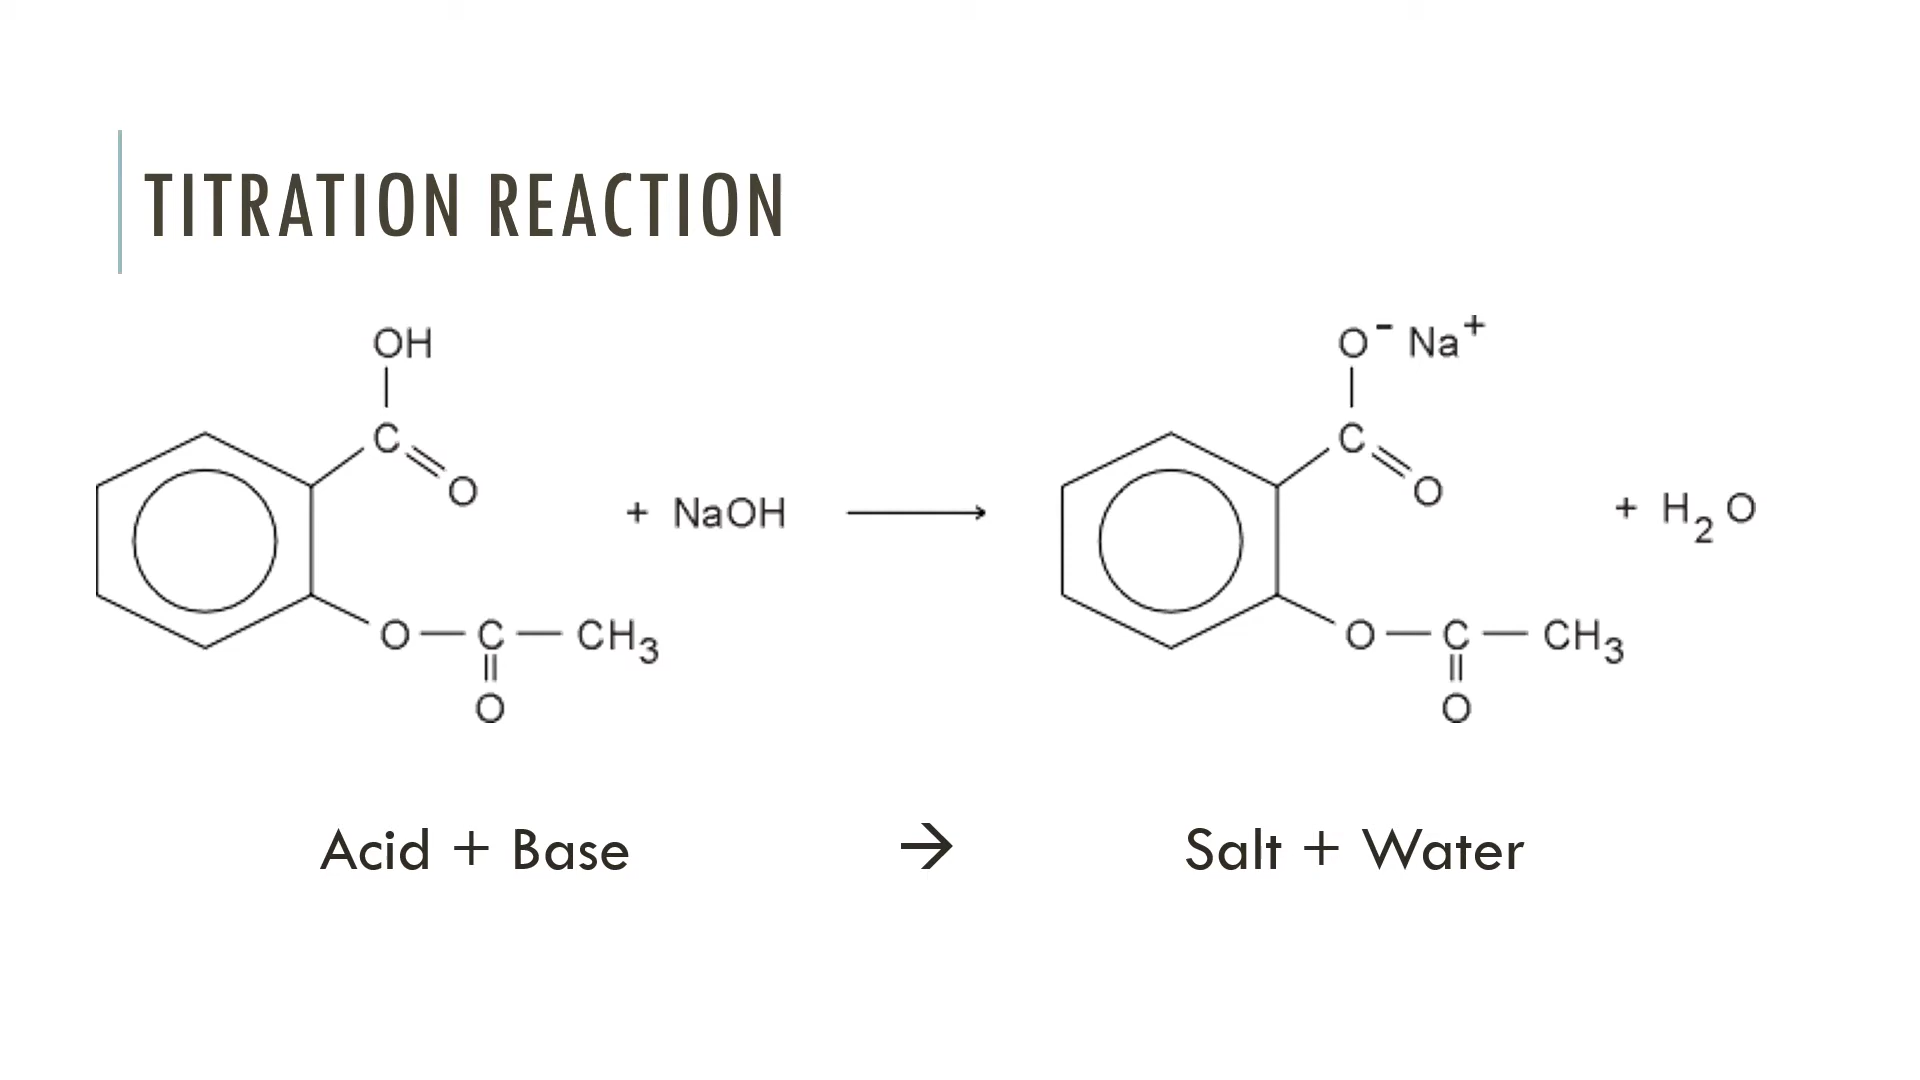 TITRATION REACTION
OH
C
O
O — C — CH3
O
+ NaOH
O- Na+
C
O
O — C — CH3
O
+ H2O
Acid + Base → Salt + Water